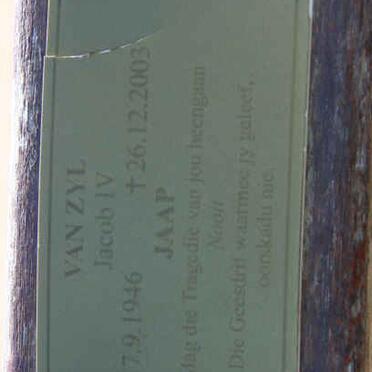 VAN ZYL
Jacob IV
7.9.1946 †26.12.2003
JAAP
Mag die Tragedie van jou heengaan
Nooit
Die Geesdrif waarmee jy geleef,
oorskadu nie